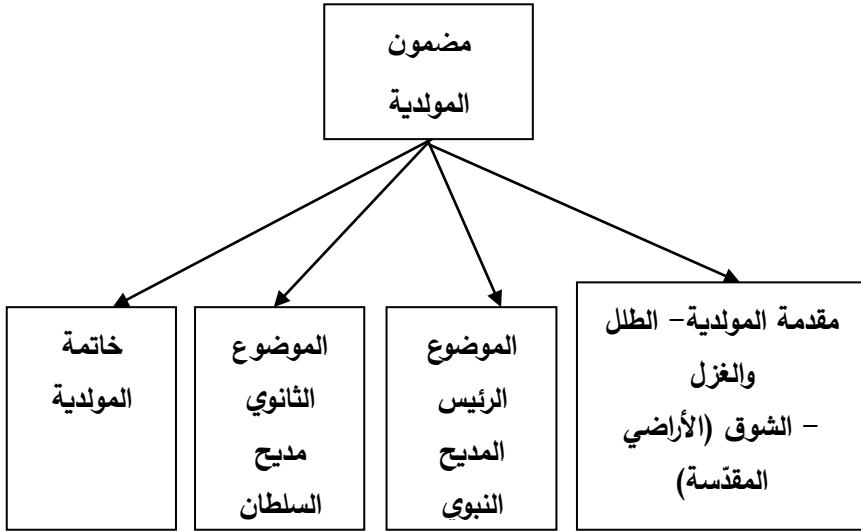 مضمون
المولدية
مقدمة المولدية– الطلل
والغزل
– الشوق (الأراضي
المقدّسة)
الموضوع
الرئيس
المديح
النبوي
الموضوع
الثانوي
مديح
السلطان
خاتمة
المولدية